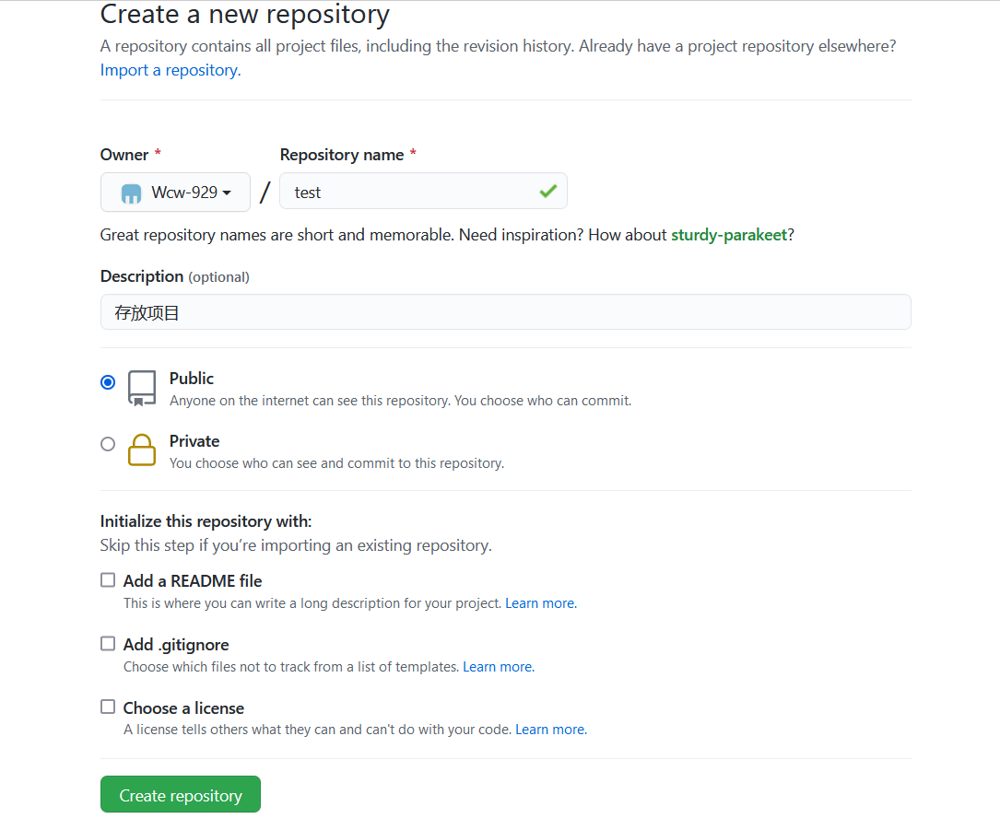 Create a new repository
A repository contains all project files, including the revision history. Already have a project repository elsewhere?
Import a repository.
Owner * Repository name *
Wcw-929 / test
Great repository names are short and memorable. Need inspiration? How about sturdy-parakeet?
Description (optional)
存放项目
Public
Anyone on the internet can see this repository. You choose who can commit.
Private
You choose who can see and commit to this repository.
Initialize this repository with:
Skip this step if you’re importing an existing repository.
Add a README file
This is where you can write a long description for your project. Learn more.
Add .gitignore
Choose which files not to track from a list of templates. Learn more.
Choose a license
A license tells others what they can and can't do with your code. Learn more.
Create repository